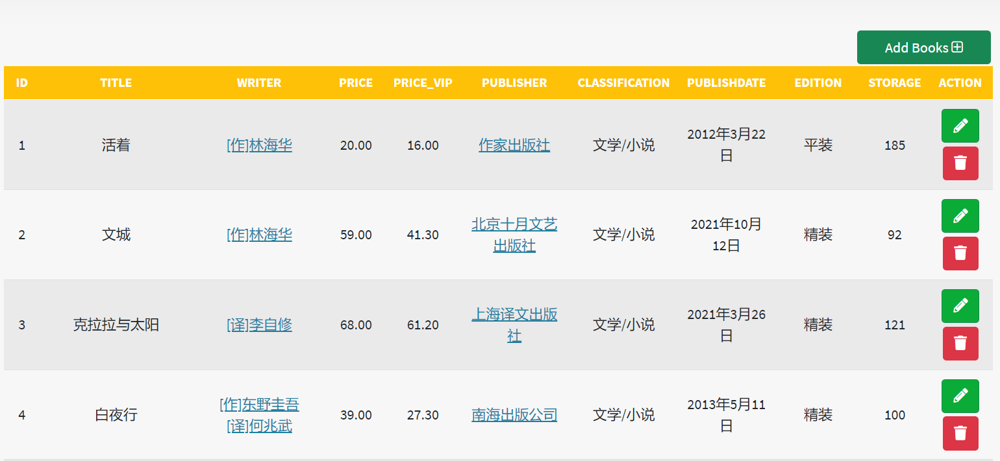 Add Books
ID TITLE WRITER PRICE PRICE_VIP PUBLISHER CLASSIFICATION PUBLISHDATE EDITION STORAGE ACTION
1 活着 [作]林海华 20.00 16.00 作家出版社 文学/小说 2012年3月22
日 平装 185
2 文城 [作]林海华 59.00 41.30 北京十月文艺
出版社 文学/小说 2021年10月
12日 精装 92
3 克拉拉与太阳 [译]李自修 68.00 61.20 上海译文出版
社 文学/小说 2021年3月26
日 精装 121
4 白夜行 [作]东野圭吾
[译]何兆武 39.00 27.30 南海出版公司 文学/小说 2013年5月11
日 精装 100